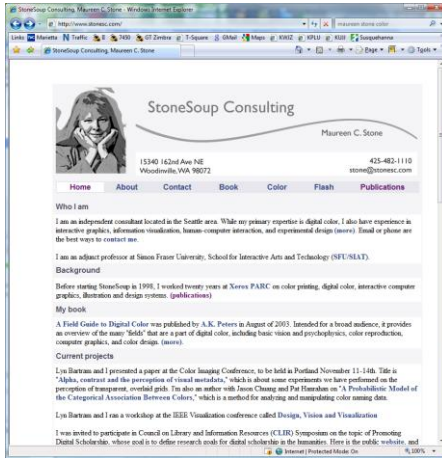 StoneSoup Consulting, Maureen C. Stone - Windows Internet Explorer
http://www.stonesc.com/
maureen stone color
Links Marietta Traffic 8 7450 GT Zimbra T-Square GMail Maps KWJZ KPLU KUII Susquehanna
StoneSoup Consulting, Maureen C. Stone
Page Tools
StoneSoup Consulting
Maureen C. Stone
15340 162nd Ave NE
Woodinville, WA 98072
425-482-1110
stone@stonesc.com
Home About Contact Book Color Flash Publications
Who I am
I am an independent consultant located in the Seattle area. While my primary expertise is digital color, I also have experience in
interactive graphics, information visualization, human-computer interaction, and experimental design (more). Email or phone are
the best ways to contact me.
I am an adjunct professor at Simon Fraser University, School for Interactive Arts and Technology (SFU/SIAT).
Background
Before starting StoneSoup in 1998, I worked twenty years at Xerox PARC on color printing, digital color, interactive computer
graphics, illustration and design systems. (publications)
My book
A Field Guide to Digital Color was published by A.K. Peters in August of 2003. Intended for a broad audience, it provides
an overview of the many "fields" that are a part of digital color, including basic vision and psychophysics, color reproduction,
computer graphics, and color design. (more).
Current projects
Lyn Bartram and I presented a paper at the Color Imaging Conference, to be held in Portland November 11-14th. Title is
"Alpha, contrast and the perception of visual metadata," which is about some experiments we have performed on the
perception of transparent, overlaid grids. I'm also an author with Jason Chuang and Pat Hanrahan on "A Probabilistic Model of
the Categorical Association Between Colors," which is a method for analyzing and manipulating color naming data.
Lyn Bartram and I ran a workshop at the IEEE Visualization conference called Design, Vision and Visualization
I was invited to participate in Council on Library and Information Resources (CLIR) Symposium on the topic of Promoting
Digital Scholarship, whose goal is to define research goals for digital scholarship in the humanities. Here is the public website, and
Internet | Protected Mode: On 100%